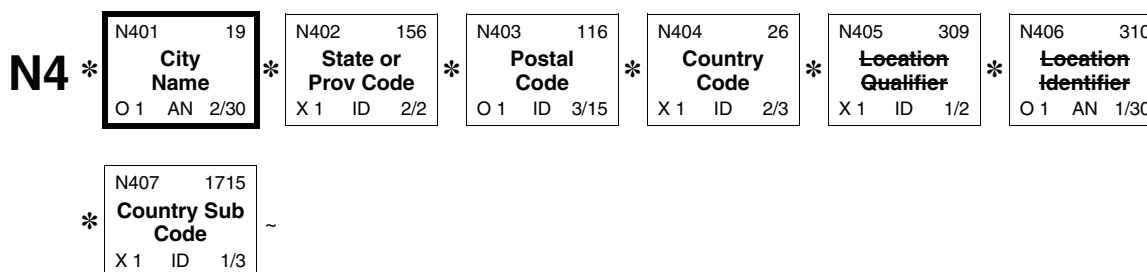 N401 19 N402 156 N403 116 N404 26 N405 309 N406 310
N4 * City Name * State or Prov Code * Postal Code * Country Code * Location Qualifier * Location Identifier
O 1 AN 2/30 X 1 ID 2/2 O 1 ID 3/15 X 1 ID 2/3 X 1 ID 1/2 O 1 AN 1/30
N407 1715
* Country Sub Code ~
X 1 ID 1/3